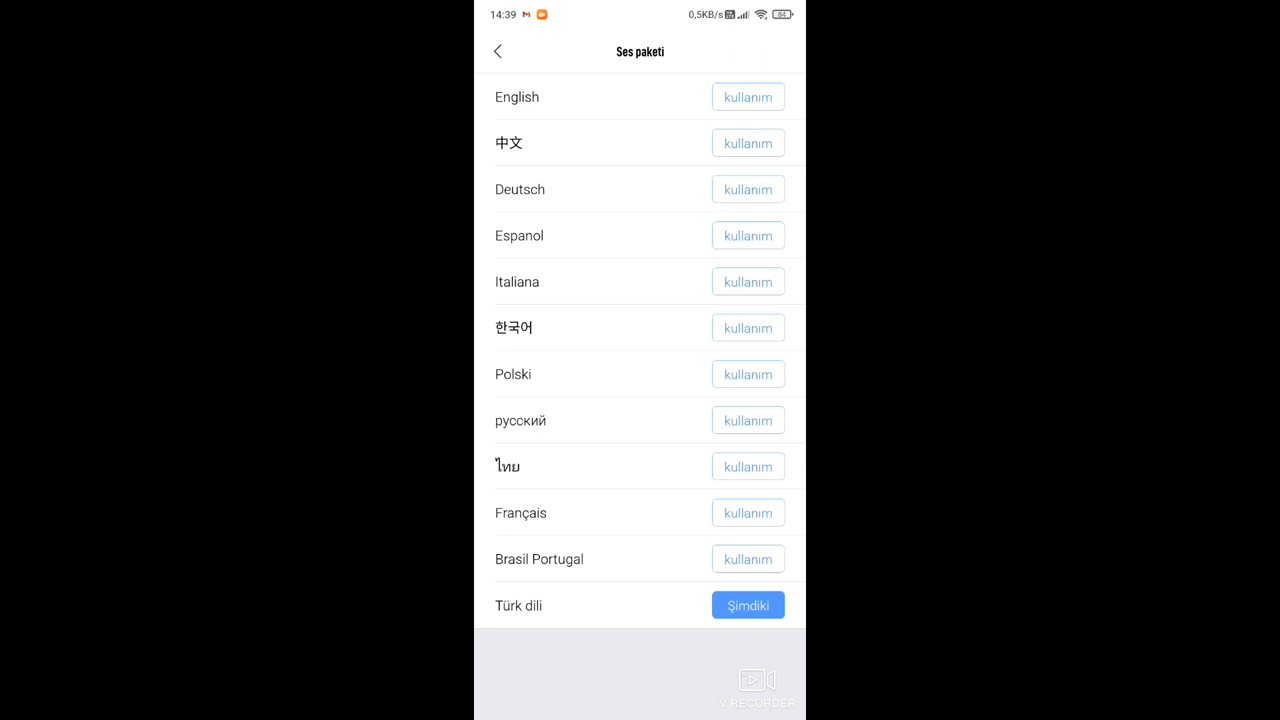 14:39 0,5KB/s 84
Ses paketi
English kullanım
中文 kullanım
Deutsch kullanım
Espanol kullanım
Italiana kullanım
한국어 kullanım
Polski kullanım
русский kullanım
ไทย kullanım
Français kullanım
Brasil Portugal kullanım
Türk dili Şimdiki
V RECORDER